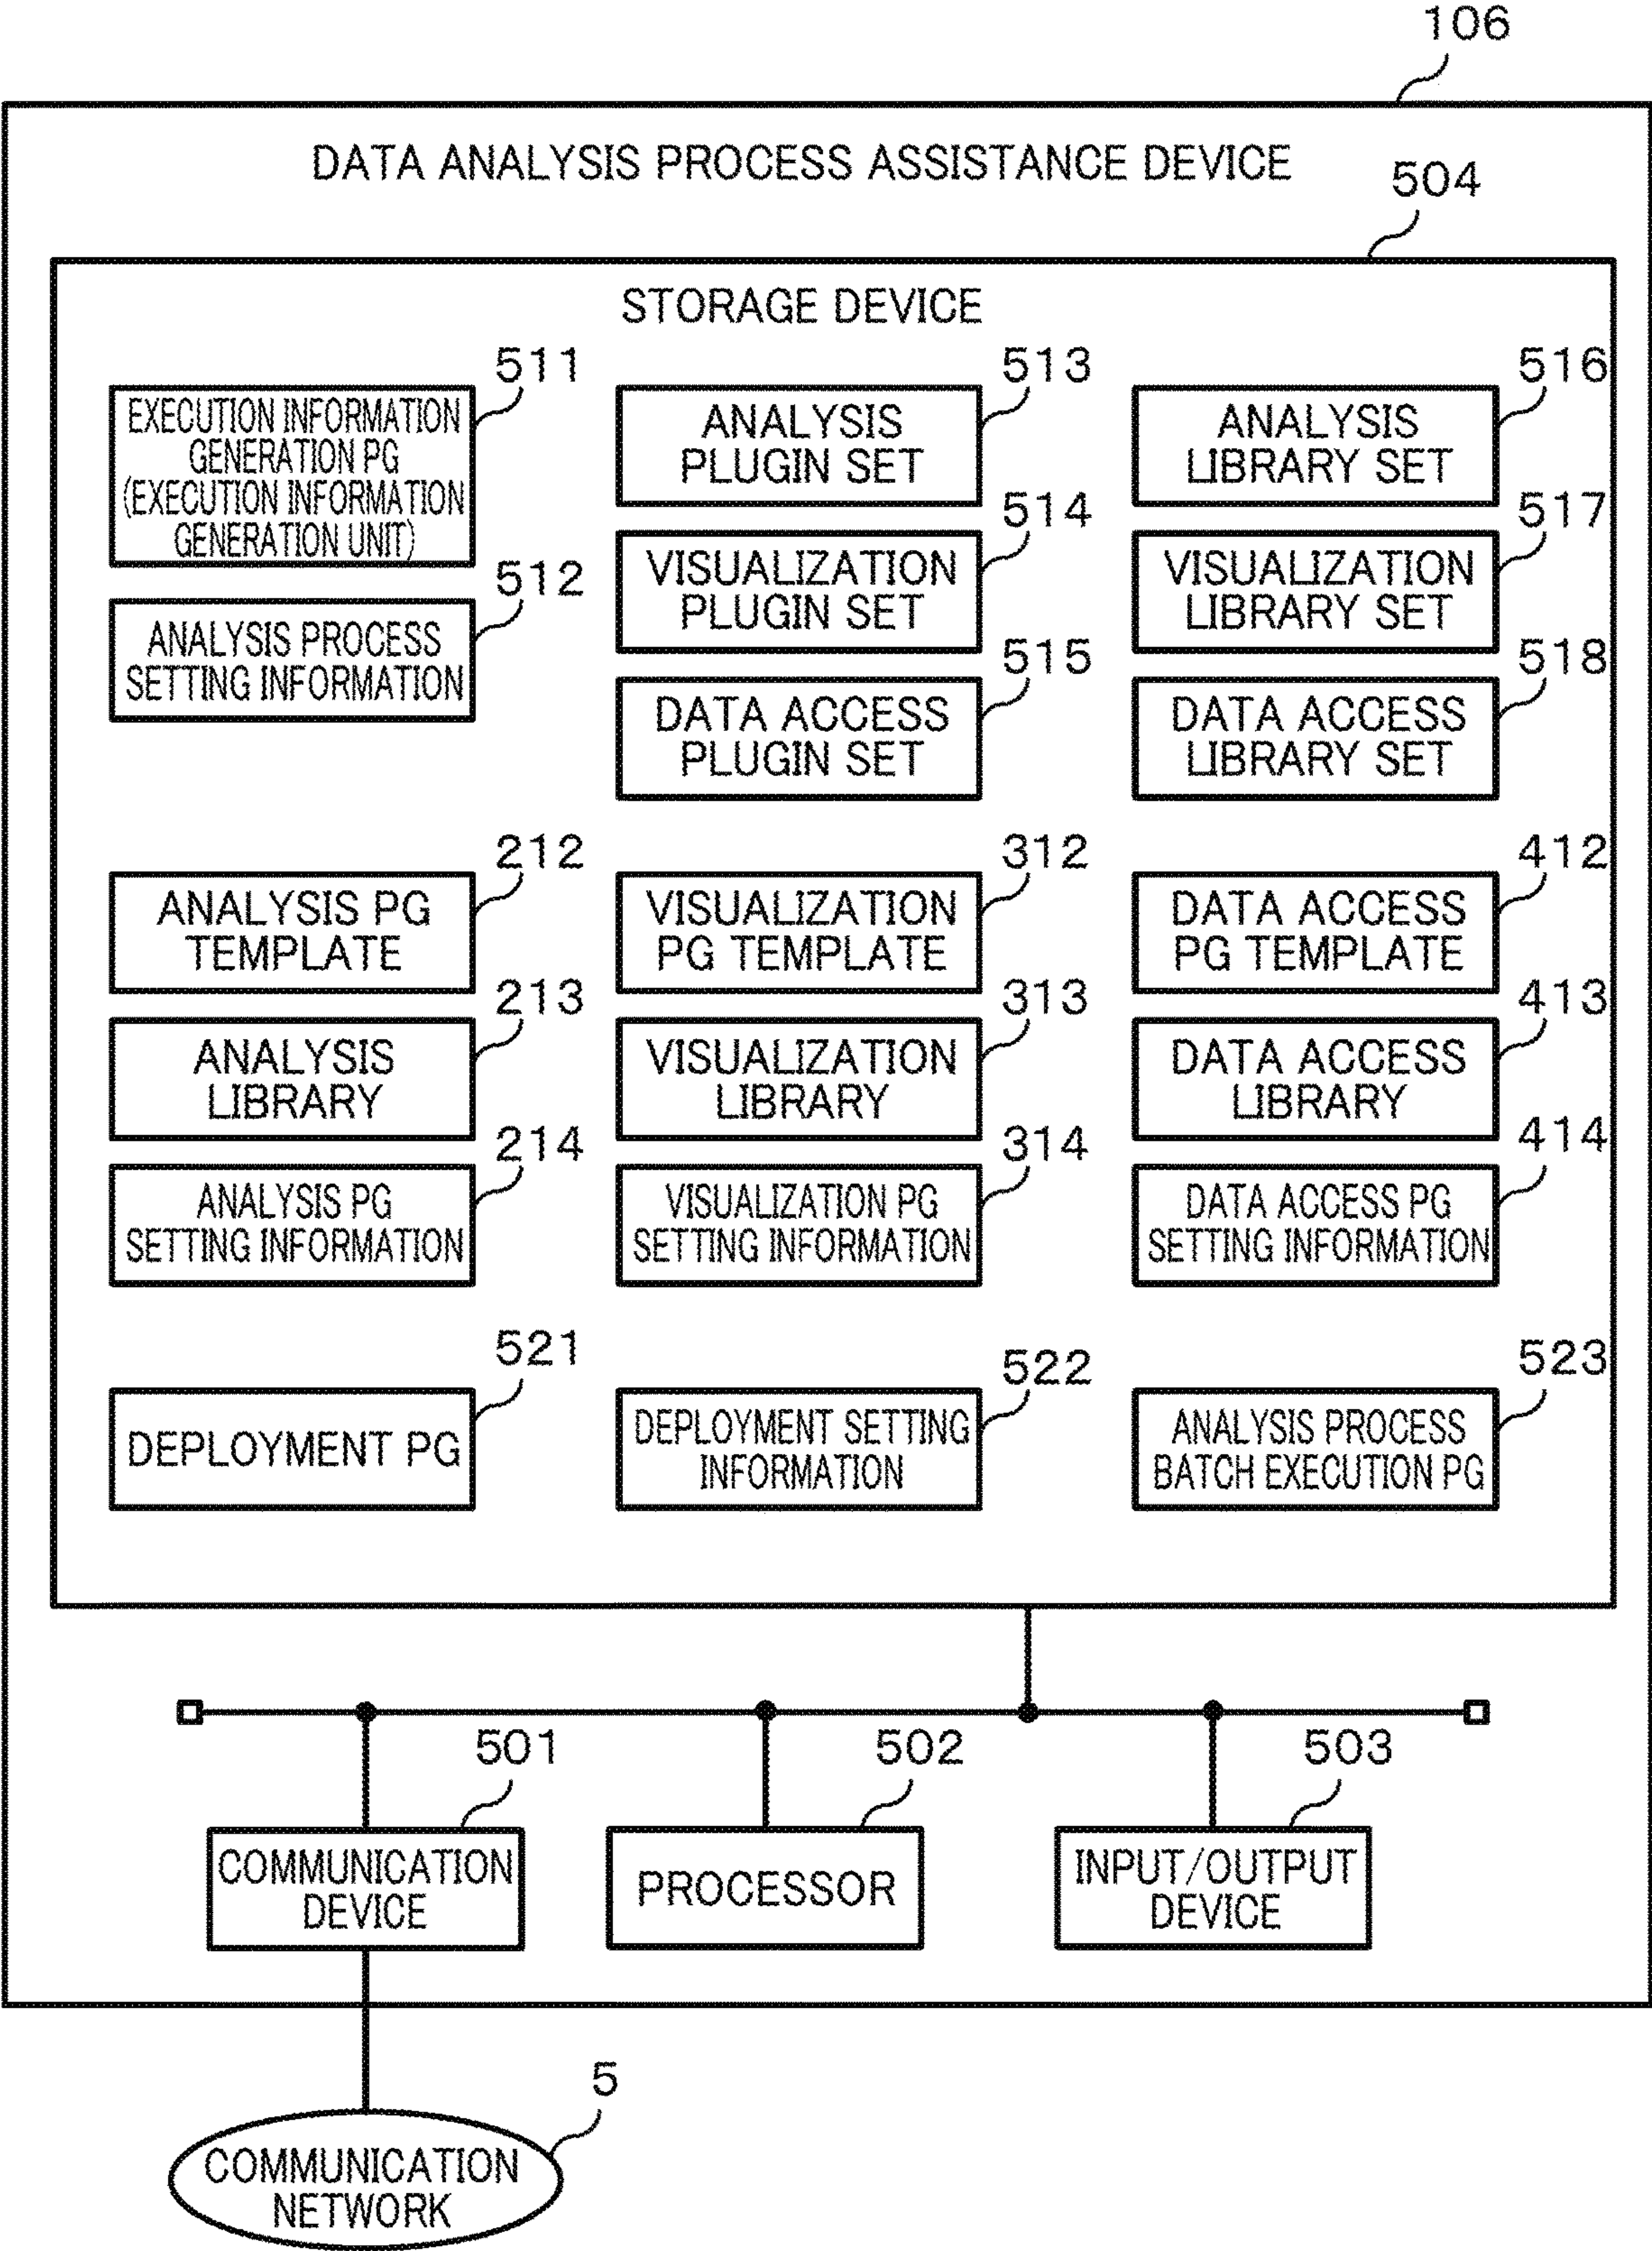 106
DATA ANALYSIS PROCESS ASSISTANCE DEVICE
504
STORAGE DEVICE
511
EXECUTION INFORMATION
GENERATION PG
(EXECUTION INFORMATION
GENERATION UNIT)
513
ANALYSIS
PLUGIN SET
516
ANALYSIS
LIBRARY SET
512
ANALYSIS PROCESS
SETTING INFORMATION
514
VISUALIZATION
PLUGIN SET
517
VISUALIZATION
LIBRARY SET
515
DATA ACCESS
PLUGIN SET
518
DATA ACCESS
LIBRARY SET
212
ANALYSIS PG
TEMPLATE
312
VISUALIZATION
PG TEMPLATE
412
DATA ACCESS
PG TEMPLATE
213
ANALYSIS
LIBRARY
313
VISUALIZATION
LIBRARY
413
DATA ACCESS
LIBRARY
214
ANALYSIS PG
SETTING INFORMATION
314
VISUALIZATION PG
SETTING INFORMATION
414
DATA ACCESS PG
SETTING INFORMATION
521
DEPLOYMENT PG
522
DEPLOYMENT SETTING
INFORMATION
523
ANALYSIS PROCESS
BATCH EXECUTION PG
501
COMMUNICATION
DEVICE
502
PROCESSOR
503
INPUT/OUTPUT
DEVICE
5
COMMUNICATION
NETWORK